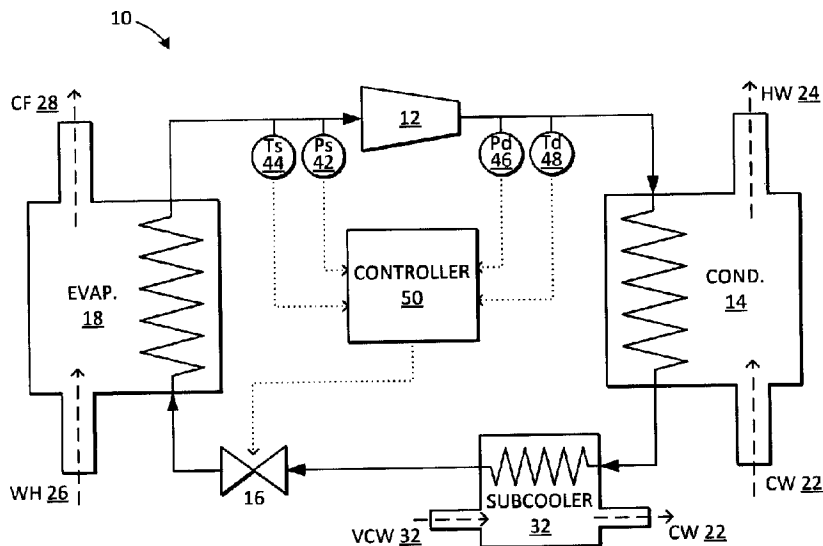 10
CF 28
HW 24
12
Ts
44
Ps
42
Pd
46
Td
48
CONTROLLER
50
EVAP.
18
COND.
14
WH 26
16
SUBCOOLER
32
VCW 32
CW 22
CW 22